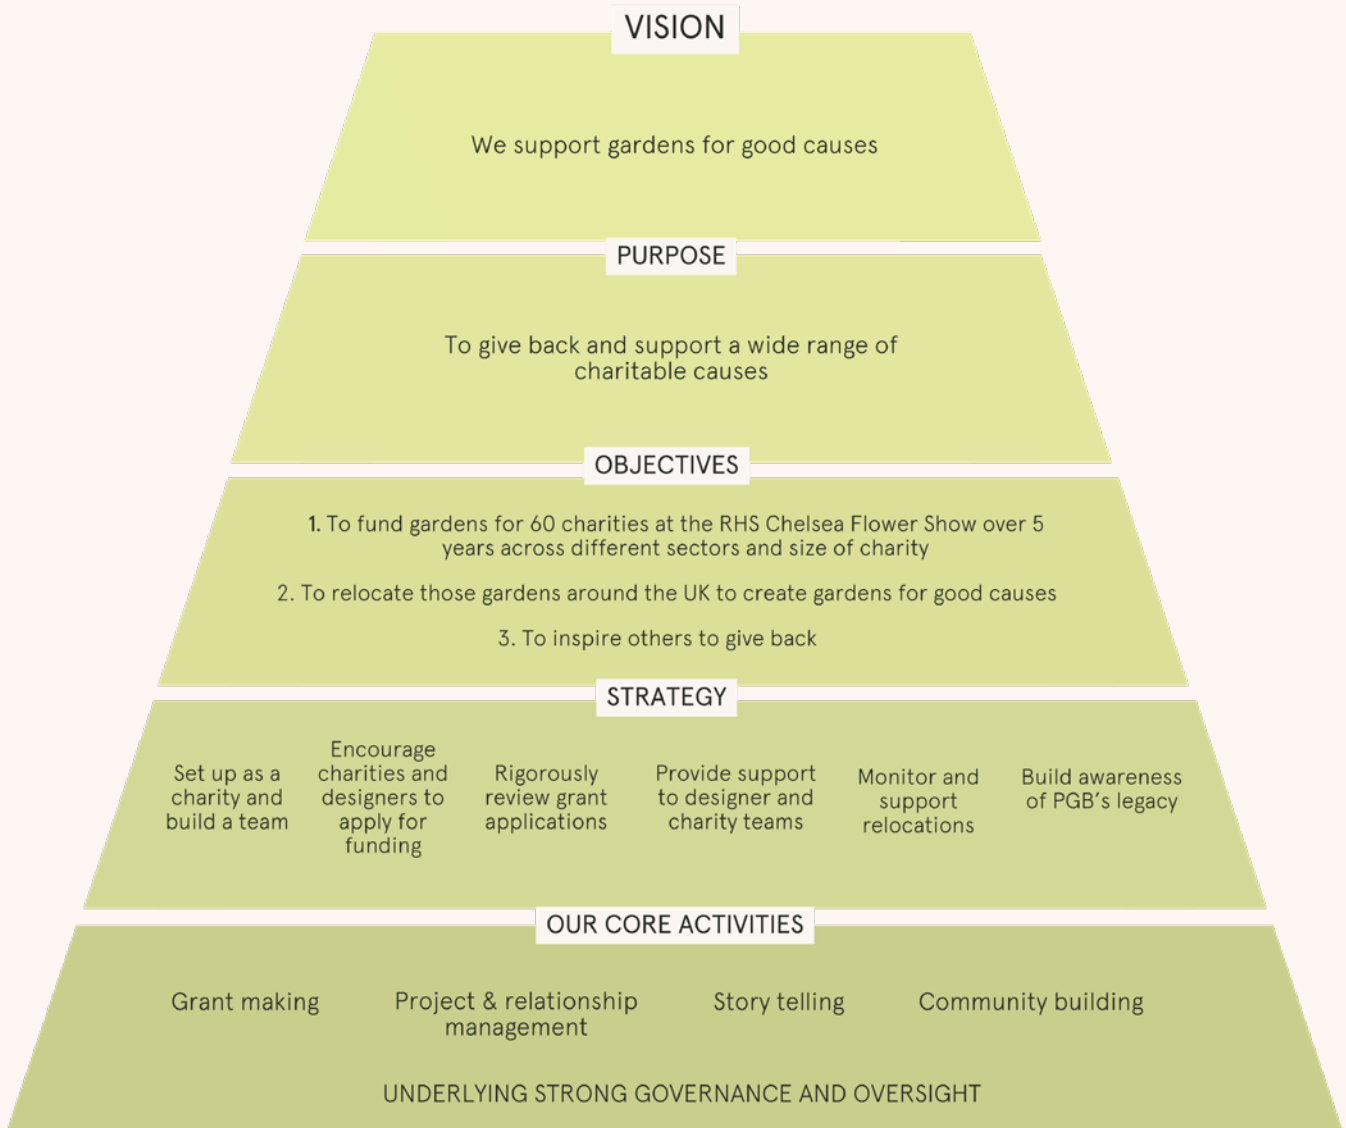 VISION
We support gardens for good causes
PURPOSE
To give back and support a wide range of
charitable causes
OBJECTIVES
1. To fund gardens for 60 charities at the RHS Chelsea Flower Show over 5
years across different sectors and size of charity
2. To relocate those gardens around the UK to create gardens for good causes
3. To inspire others to give back
STRATEGY
Set up as a
charity and
build a team
Encourage
charities and
designers to
apply for
funding
Rigorously
review grant
applications
Provide support
to designer and
charity teams
Monitor and
support
relocations
Build awareness
of PGB's legacy
OUR CORE ACTIVITIES
Grant making
Project & relationship
management
Story telling
Community building
UNDERLYING STRONG GOVERNANCE AND OVERSIGHT